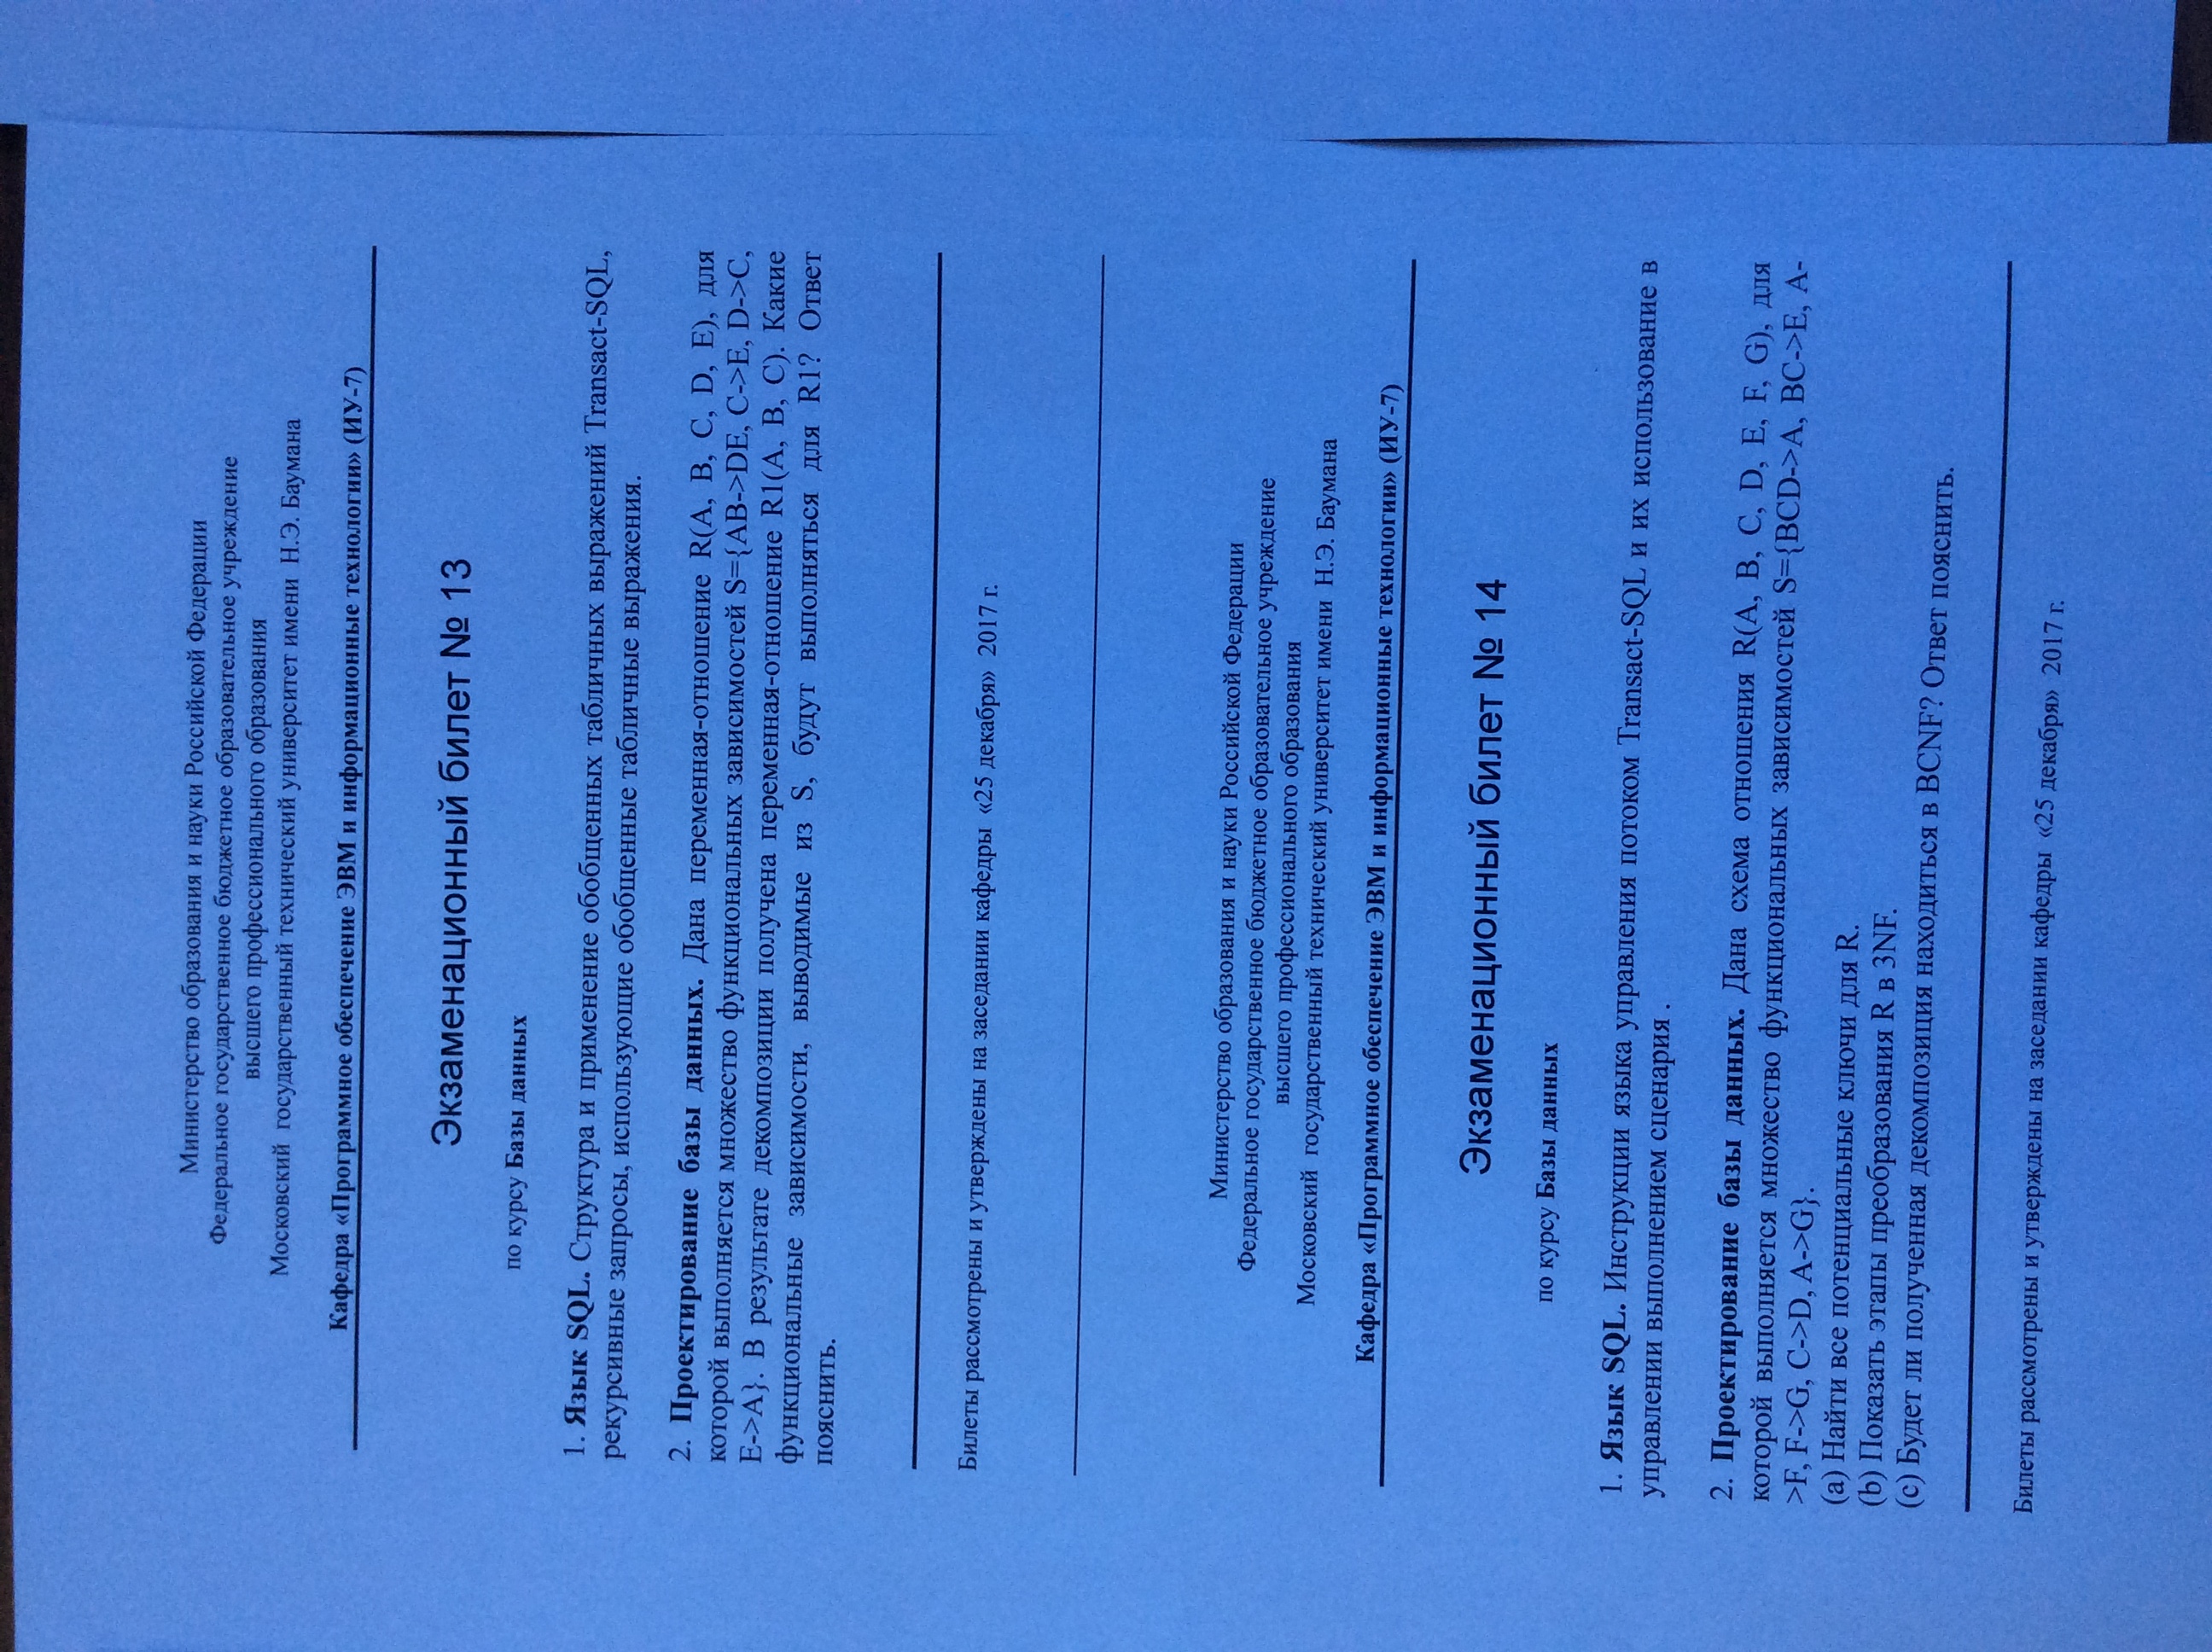 Министерство образования и науки Российской Федерации
Федеральное государственное бюджетное образовательное учреждение
высшего профессионального образования
Московский государственный технический университет имени Н.Э. Баумана
Кафедра «Программное обеспечение ЭВМ и информационные технологии» (ИУ-7)
Экзаменационный билет № 13
по курсу Базы данных
1. Язык SQL. Структура и применение обобщенных табличных выражений Transact-SQL,
рекурсивные запросы, использующие обобщенные табличные выражения.
2. Проектирование базы данных. Дана переменная-отношение R(A, B, C, D, E), для
которой выполняется множество функциональных зависимостей S={AB->DE, C->E, D->C,
E->A}. В результате декомпозиции получена переменная-отношение R1(A, B, C). Какие
функциональные зависимости, выводимые из S, будут выполняться для R1? Ответ
пояснить.
Билеты рассмотрены и утверждены на заседании кафедры «25 декабря» 2017 г.
Министерство образования и науки Российской Федерации
Федеральное государственное бюджетное образовательное учреждение
высшего профессионального образования
Московский государственный технический университет имени Н.Э. Баумана
Кафедра «Программное обеспечение ЭВМ и информационные технологии» (ИУ-7)
Экзаменационный билет № 14
по курсу Базы данных
1. Язык SQL. Инструкции языка управления потоком Transact-SQL и их использование в
управлении выполнением сценария .
2. Проектирование базы данных. Дана схема отношения R(A, B, C, D, E, F, G), для
которой выполняется множество функциональных зависимостей S={BCD->A, BC->E, A-
>F, F->G, C->D, A->G}.
(a) Найти все потенциальные ключи для R.
(b) Показать этапы преобразования R в 3NF.
(c) Будет ли полученная декомпозиция находиться в BCNF? Ответ пояснить.
Билеты рассмотрены и утверждены на заседании кафедры «25 декабря» 2017 г.